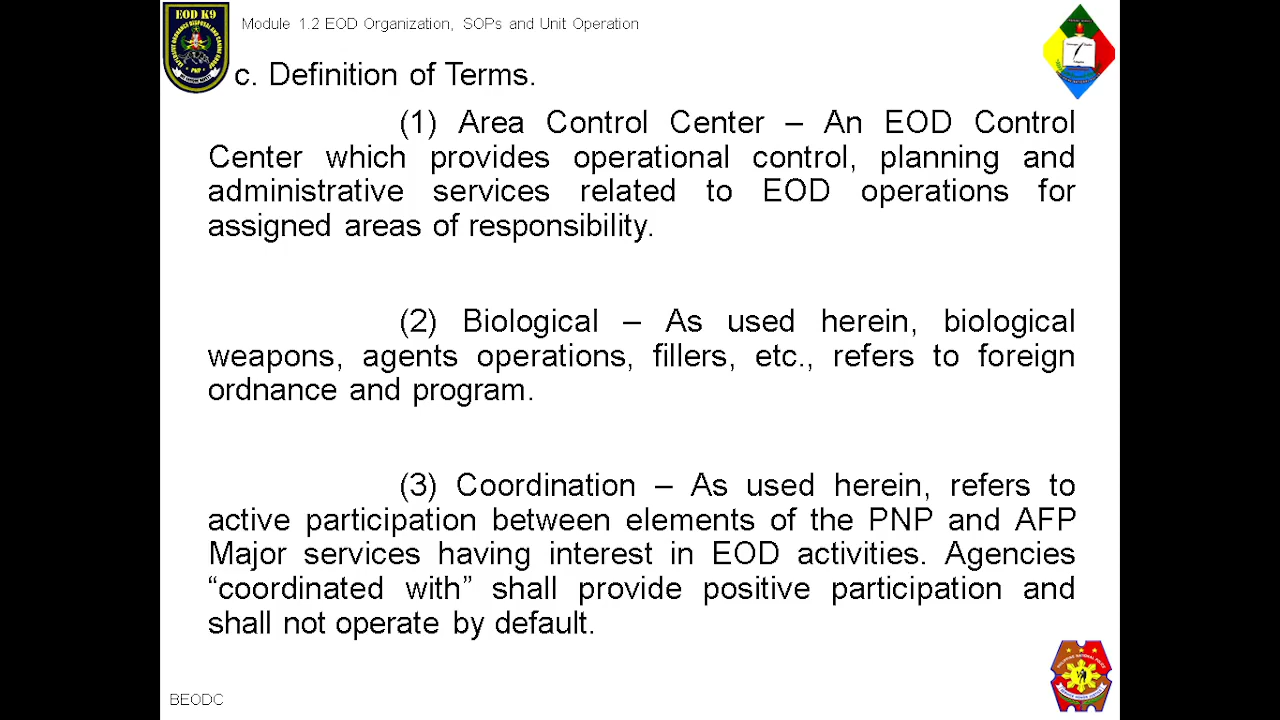 EOD K9
Module 1.2 EOD Organization, SOPs and Unit Operation
c. Definition of Terms.
(1) Area Control Center – An EOD Control
Center which provides operational control, planning and
administrative services related to EOD operations for
assigned areas of responsibility.
(2) Biological – As used herein, biological
weapons, agents operations, fillers, etc., refers to foreign
ordnance and program.
(3) Coordination – As used herein, refers to
active participation between elements of the PNP and AFP
Major services having interest in EOD activities. Agencies
“coordinated with” shall provide positive participation and
shall not operate by default.
BEODC